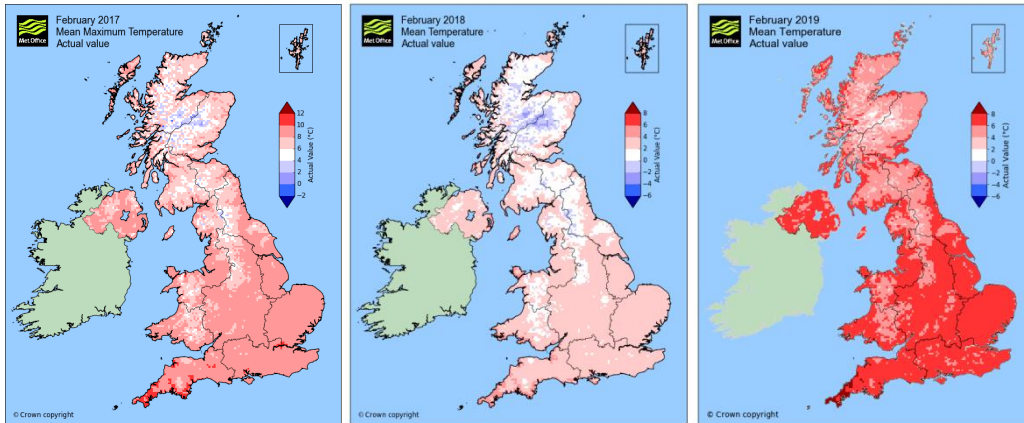 Met Office
February 2017
Mean Maximum Temperature
Actual value
12
10
8
6
4
2
0
−2
Actual Value (°C)
© Crown copyright
Met Office
February 2018
Mean Temperature
Actual value
8
6
4
2
0
−2
−4
−6
Actual Value (°C)
© Crown copyright
Met Office
February 2019
Mean Temperature
Actual value
8
6
4
2
0
−2
−4
−6
Actual Value (°C)
© Crown copyright